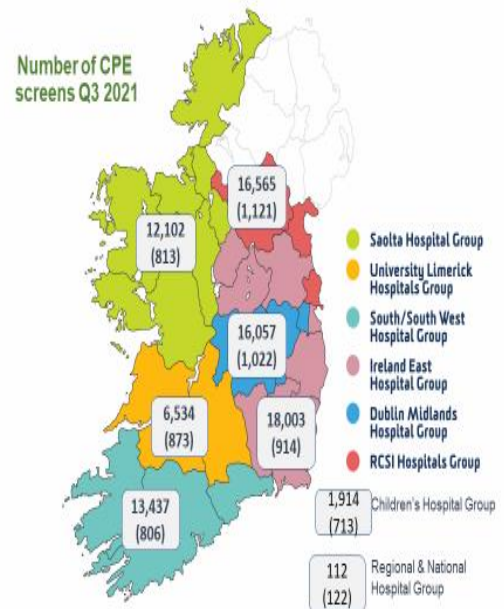 Number of CPE
screens Q3 2021
16,565
(1,121)
12,102
(813)
16,057
(1,022)
6,534
(873)
18,003
(914)
13,437
(806)
Saolta Hospital Group
University Limerick
Hospitals Group
South/South West
Hospital Group
Ireland East
Hospital Group
Dublin Midlands
Hospital Group
RCSI Hospitals Group
1,914
(713)
Children's Hospital Group
112
(122)
Regional & National
Hospital Group